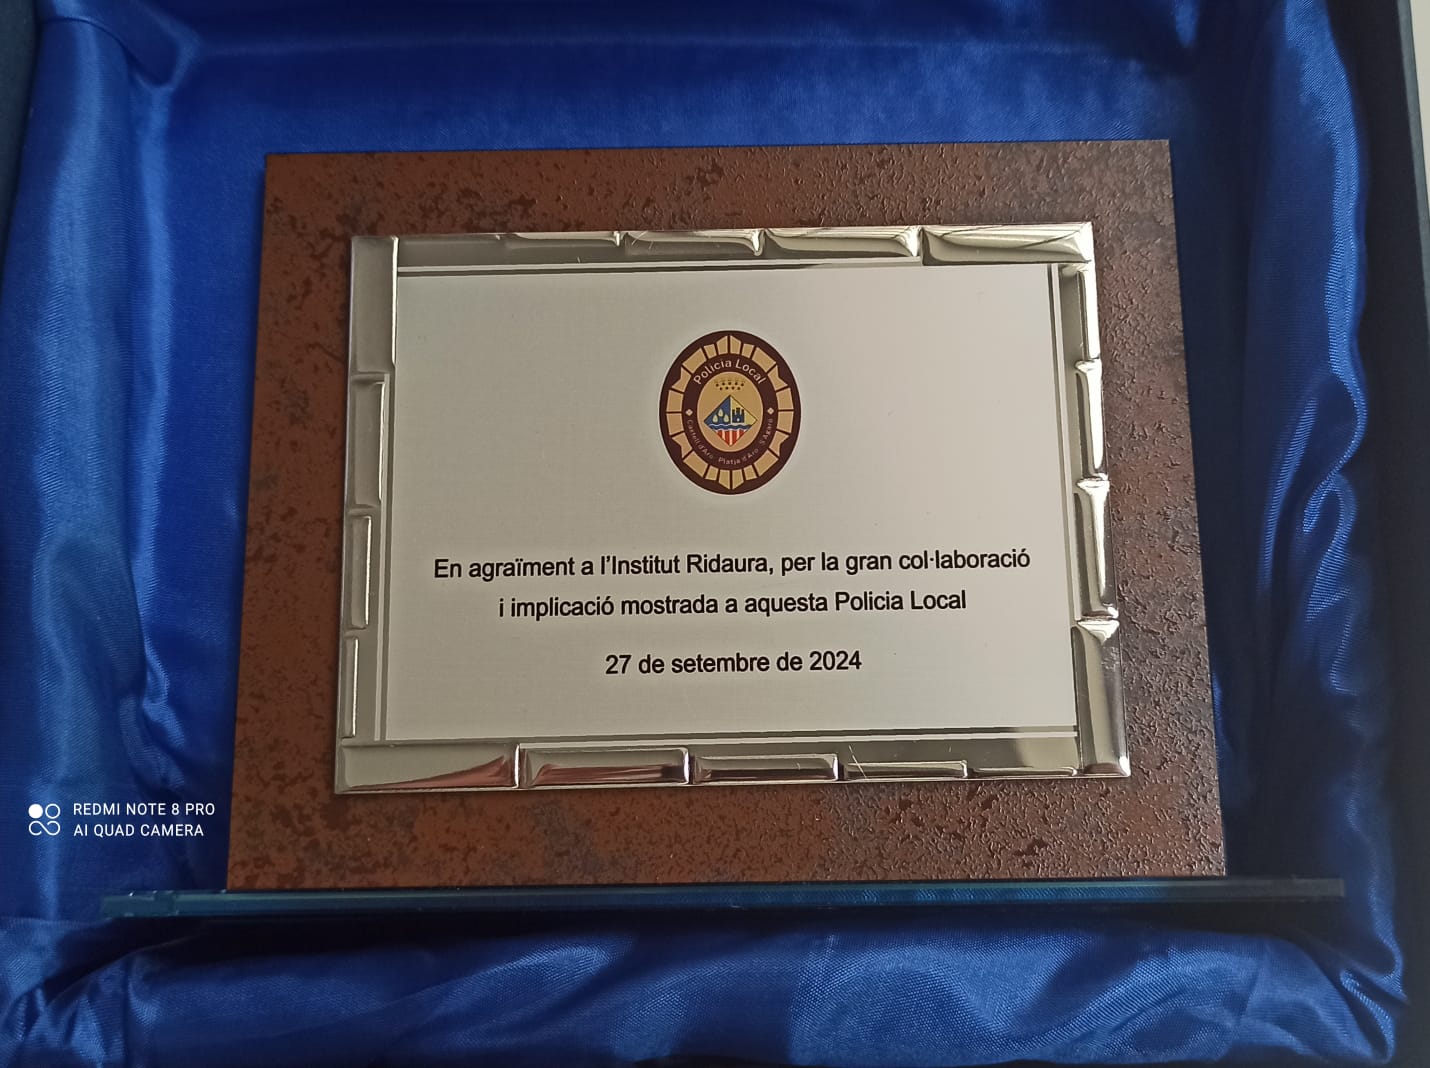 Policia Local
Castell d'Aro · Platja d'Aro · S'Agaró
En agraïment a l'Institut Ridaura, per la gran col·laboració
i implicació mostrada a aquesta Policia Local
27 de setembre de 2024
REDMI NOTE 8 PRO
AI QUAD CAMERA